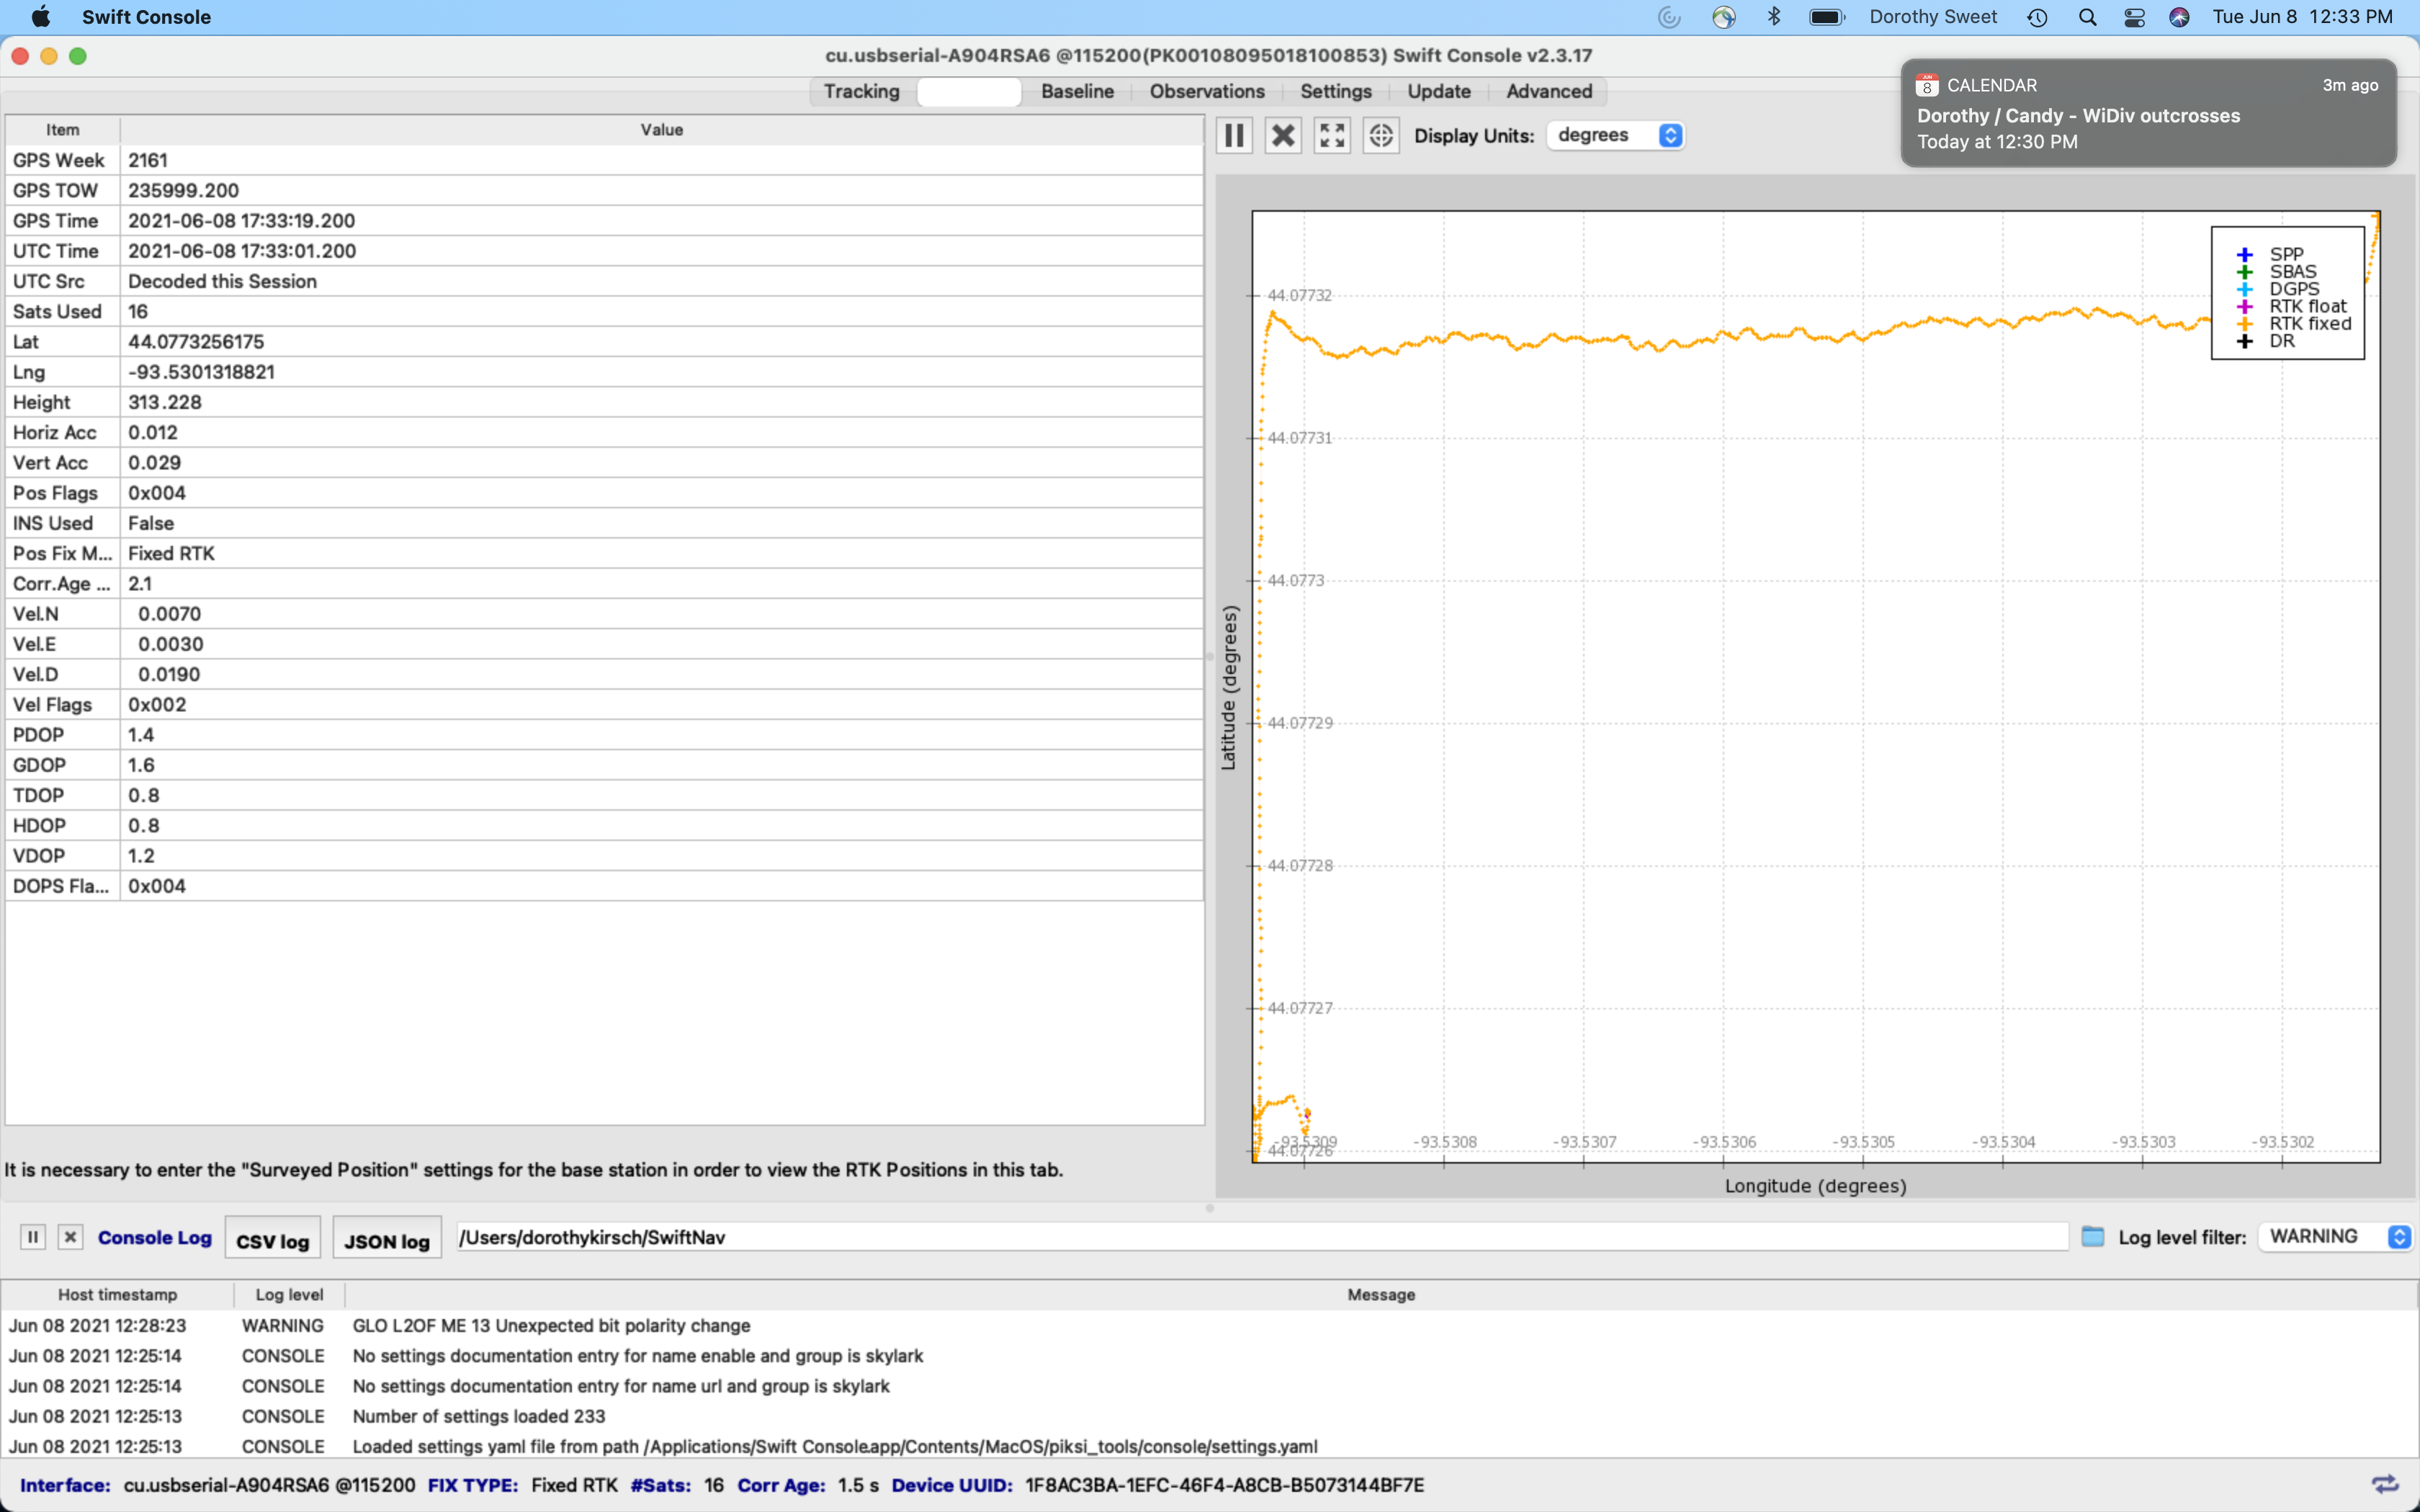 Swift Console
Dorothy Sweet
Tue Jun 8 12:33 PM
cu.usbserial-A904RSA6 @115200(PK00108095018100853) Swift Console v2.3.17
Tracking Baseline Observations Settings Update Advanced
JUN
8
CALENDAR
3m ago
Dorothy / Candy - WiDiv outcrosses
Today at 12:30 PM
Item Value
GPS Week 2161
GPS TOW 235999.200
GPS Time 2021-06-08 17:33:19.200
UTC Time 2021-06-08 17:33:01.200
UTC Src Decoded this Session
Sats Used 16
Lat 44.0773256175
Lng -93.5301318821
Height 313.228
Horiz Acc 0.012
Vert Acc 0.029
Pos Flags 0x004
INS Used False
Pos Fix M... Fixed RTK
Corr.Age ... 2.1
Vel.N 0.0070
Vel.E 0.0030
Vel.D 0.0190
Vel Flags 0x002
PDOP 1.4
GDOP 1.6
TDOP 0.8
HDOP 0.8
VDOP 1.2
DOPS Fla... 0x004
It is necessary to enter the "Surveyed Position" settings for the base station in order to view the RTK Positions in this tab.
Display Units: degrees
SPP
SBAS
DGPS
RTK float
RTK fixed
DR
44.07732
44.07731
44.0773
44.07729
44.07728
44.07727
44.07726
Latitude (degrees)
-93.5309 -93.5308 -93.5307 -93.5306 -93.5305 -93.5304 -93.5303 -93.5302
Longitude (degrees)
Console Log CSV log JSON log /Users/dorothykirsch/SwiftNav Log level filter: WARNING
Host timestamp Log level Message
Jun 08 2021 12:28:23 WARNING GLO L2OF ME 13 Unexpected bit polarity change
Jun 08 2021 12:25:14 CONSOLE No settings documentation entry for name enable and group is skylark
Jun 08 2021 12:25:14 CONSOLE No settings documentation entry for name url and group is skylark
Jun 08 2021 12:25:13 CONSOLE Number of settings loaded 233
Jun 08 2021 12:25:13 CONSOLE Loaded settings yaml file from path /Applications/Swift Console.app/Contents/MacOS/piksi_tools/console/settings.yaml
Interface: cu.usbserial-A904RSA6 @115200 FIX TYPE: Fixed RTK #Sats: 16 Corr Age: 1.5 s Device UUID: 1F8AC3BA-1EFC-46F4-A8CB-B5073144BF7E